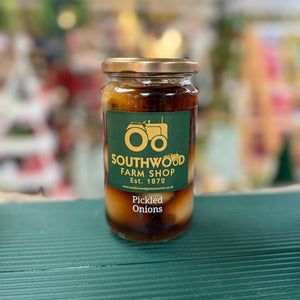 SOUTHWOOD
FARM SHOP
Est. 1872
Pickled
Onions